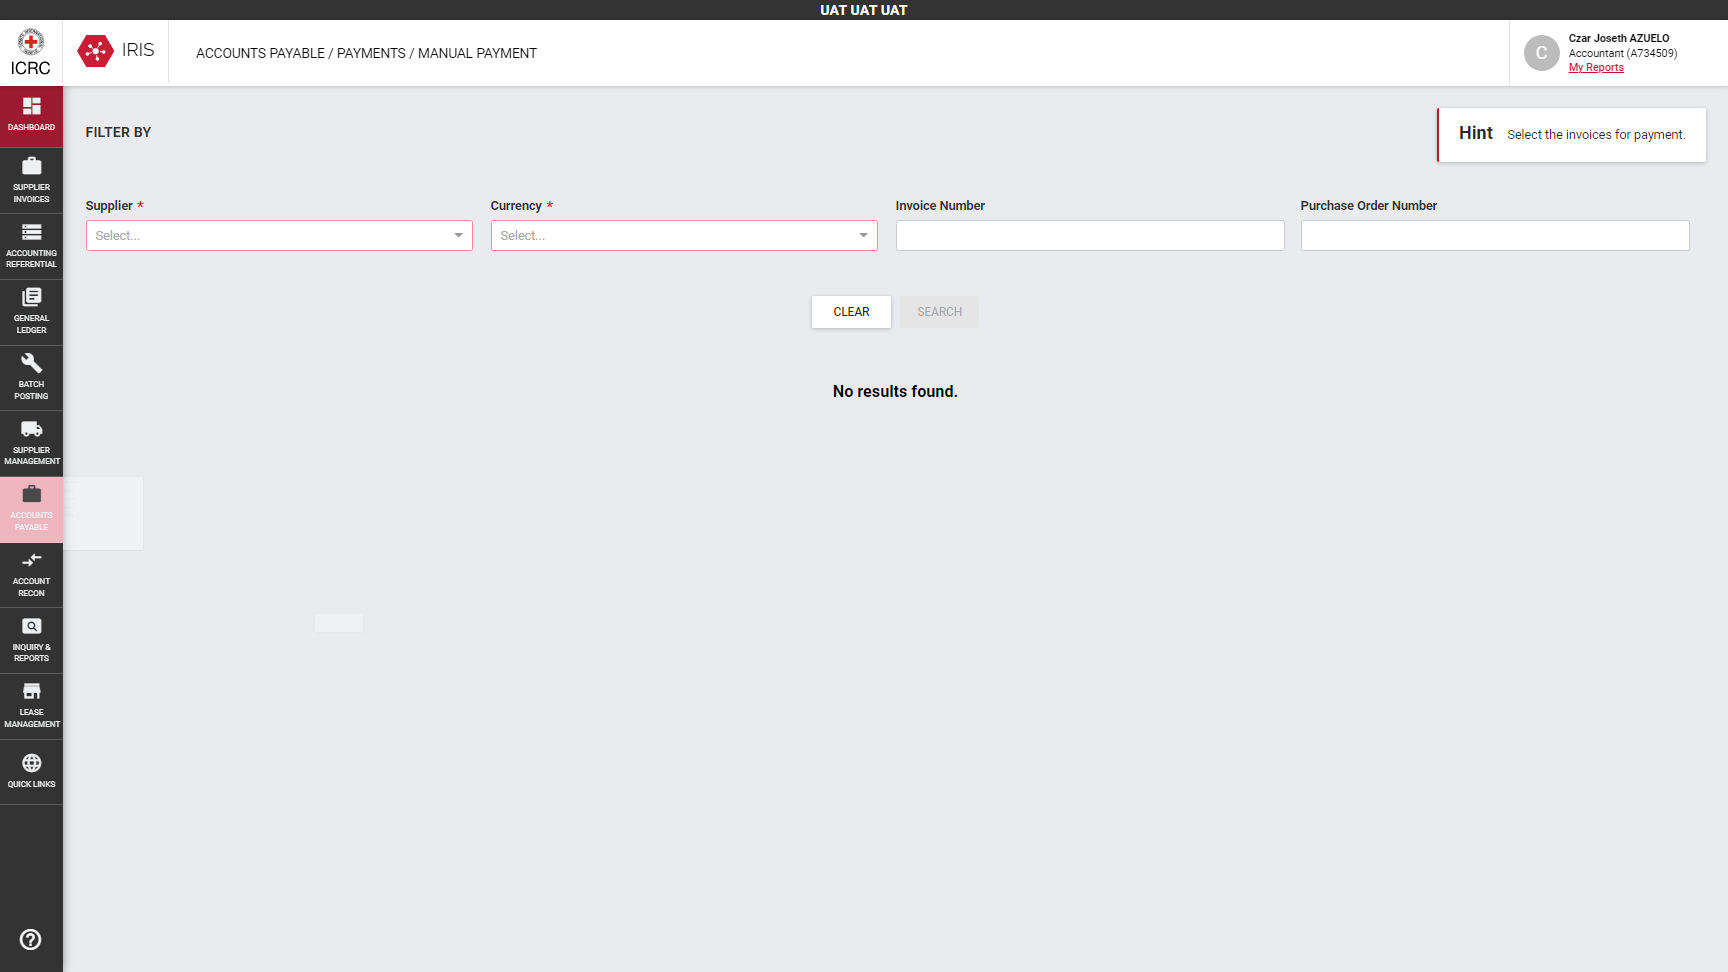 UAT UAT UAT
ICRC
IRIS
ACCOUNTS PAYABLE / PAYMENTS / MANUAL PAYMENT
C
Czar Joseth AZUELO
Accountant (A734509)
My Reports
DASHBOARD
SUPPLIER
INVOICES
ACCOUNTING
REFERENTIAL
GENERAL
LEDGER
BATCH
POSTING
SUPPLIER
MANAGEMENT
ACCOUNTS
PAYABLE
ACCOUNT
RECON
INQUIRY &
REPORTS
LEASE
MANAGEMENT
QUICK LINKS
FILTER BY
Hint Select the invoices for payment.
Supplier * Currency * Invoice Number Purchase Order Number
Select... Select...
CLEAR SEARCH
No results found.